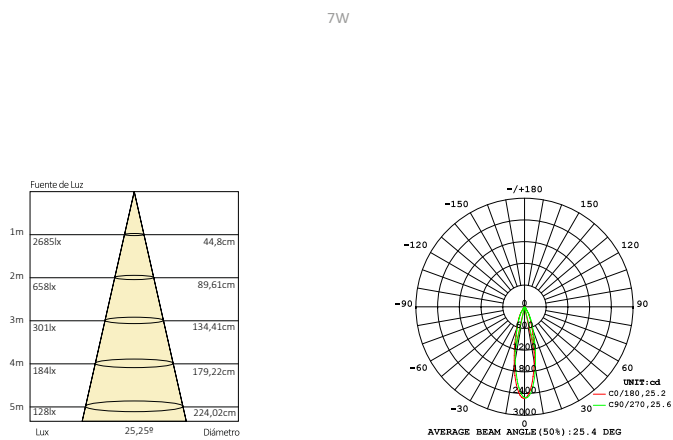 7W
Fuente de Luz
1m
2685lx 44,8cm
2m
658lx 89,61cm
3m
301lx 134,41cm
4m
184lx 179,22cm
5m
128lx 224,02cm
Lux 25,25º Diámetro
-/+180
-150 150
-120 120
-90 90
-60 60
-30 30
0
0
600
1200
1800
2400
3000
UNIT:cd
C0/180,25.2
C90/270,25.6
AVERAGE BEAM ANGLE(50%):25.4 DEG